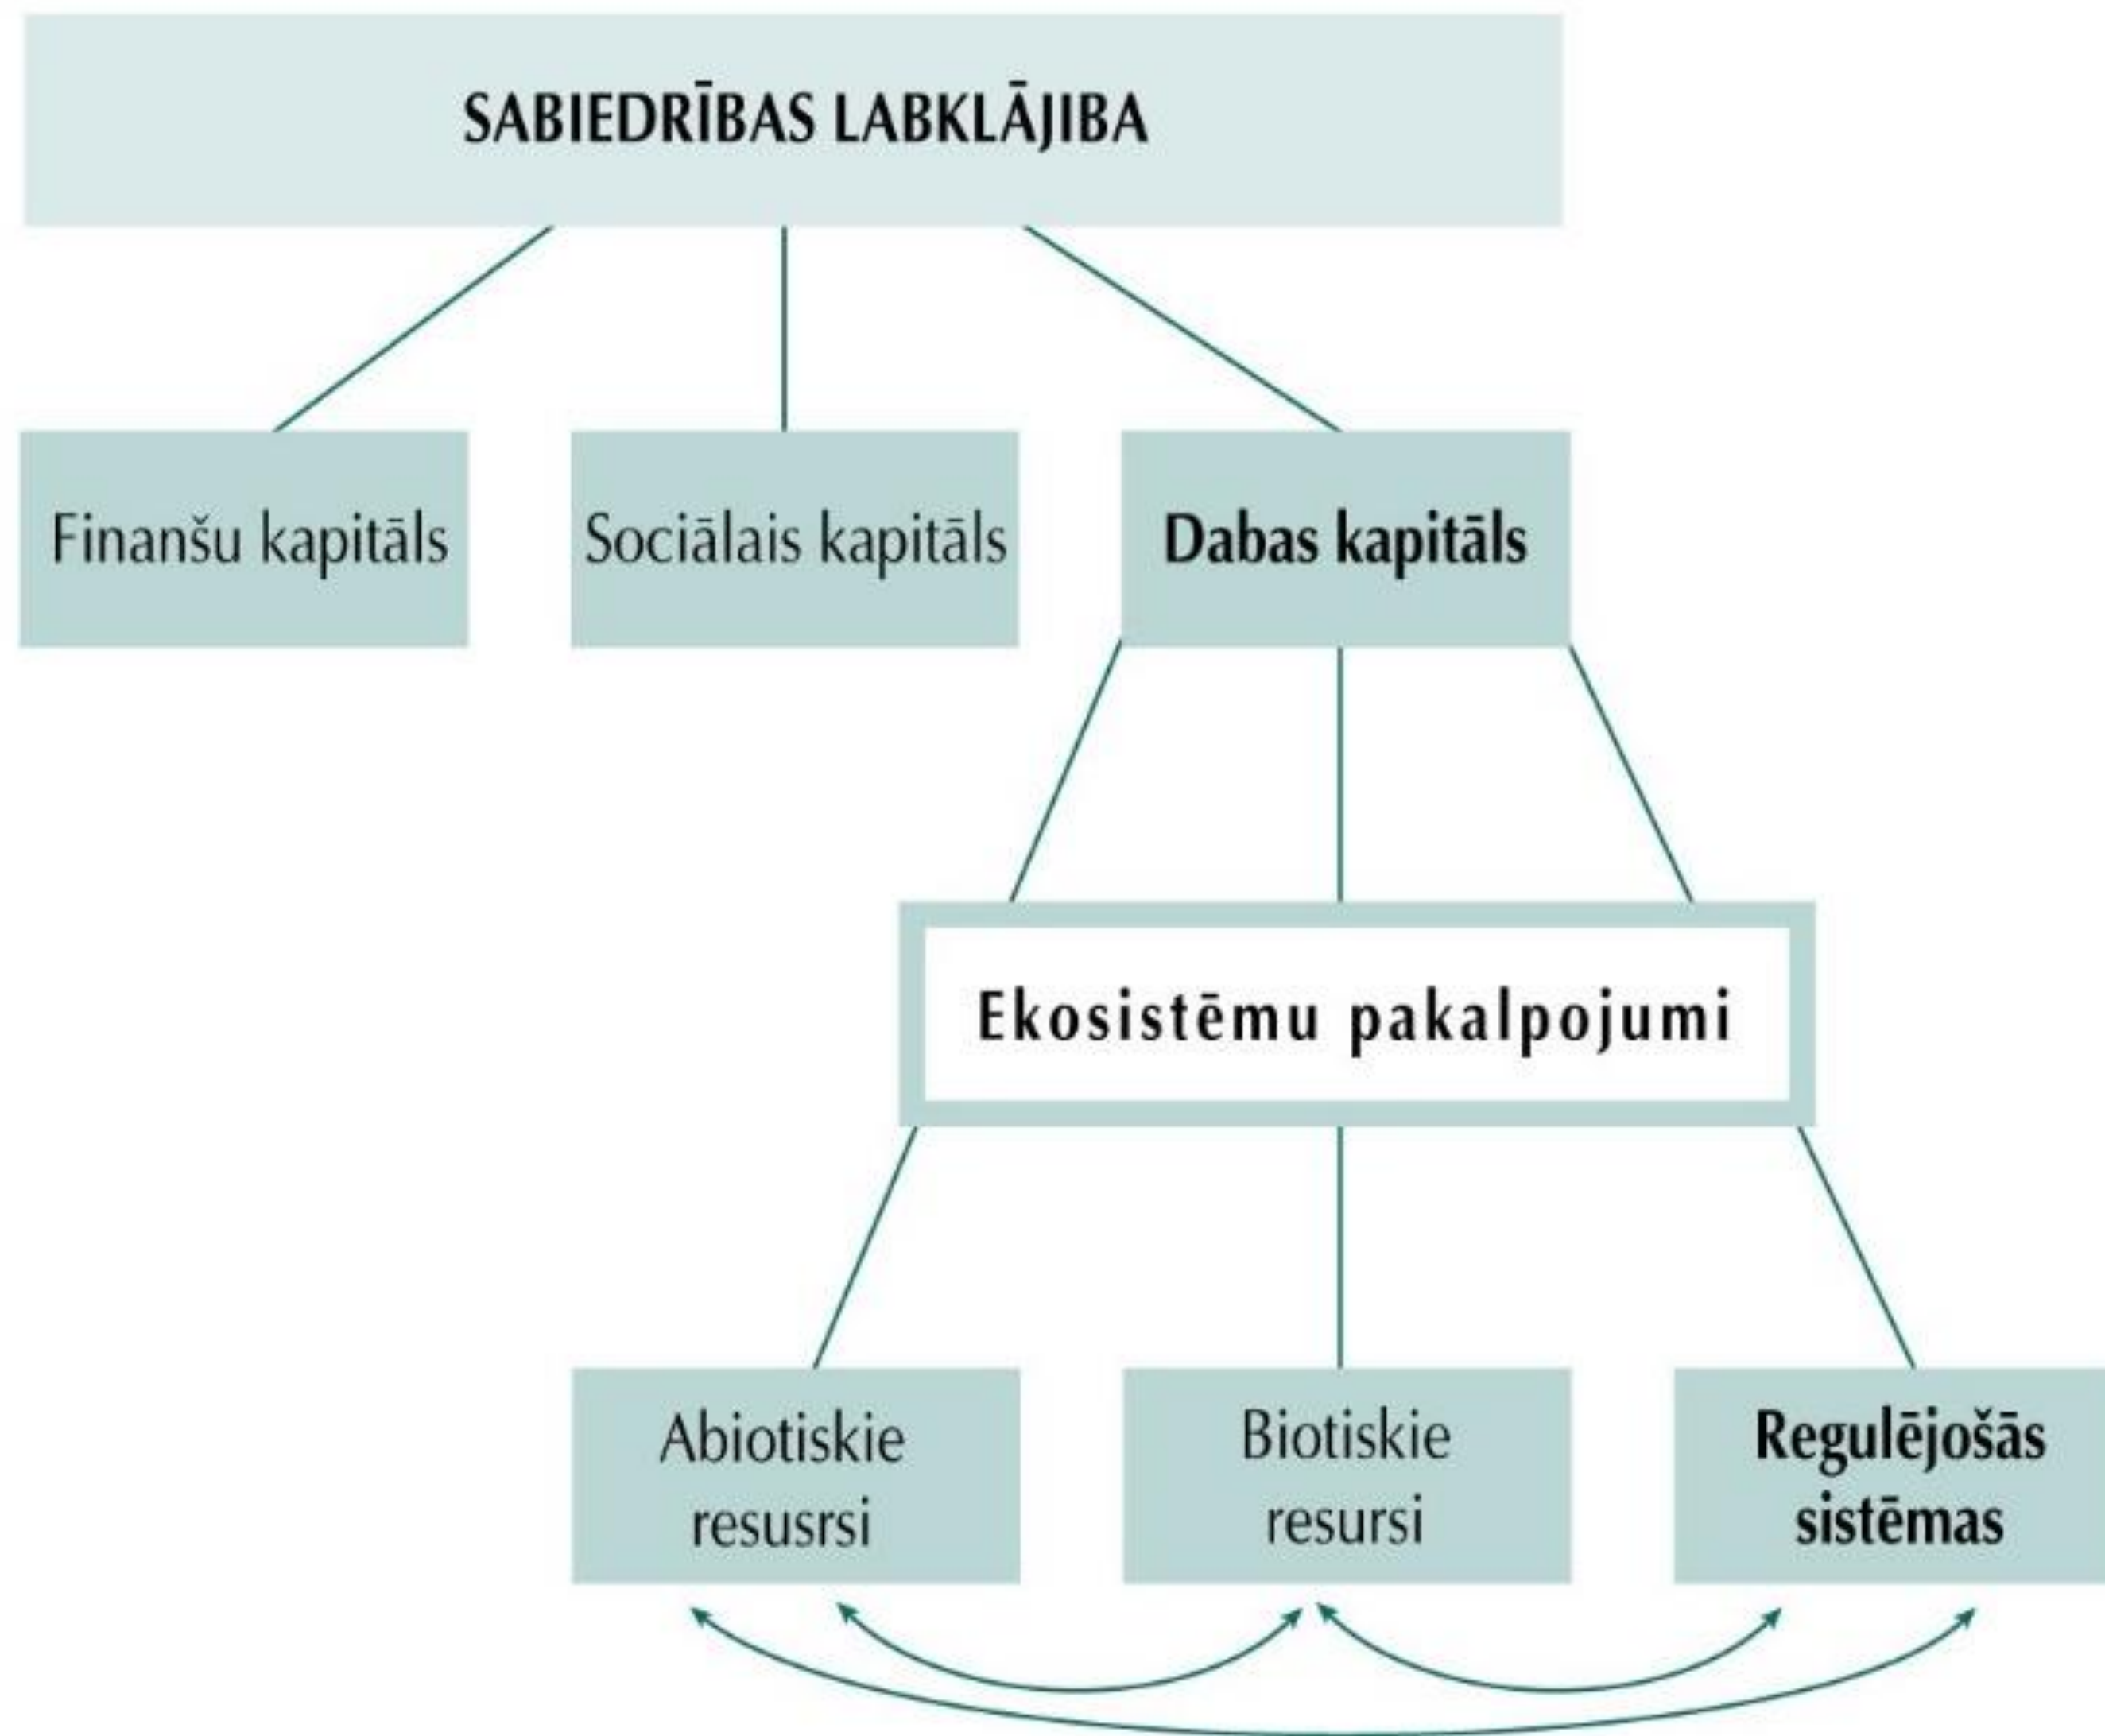 SABIEDRĪBAS LABKLĀJIBA
Finanšu kapitāls
Sociālais kapitāls
Dabas kapitāls
Ekosistēmu pakalpojumi
Abiotiskie
resusrsi
Biotiskie
resursi
Regulējošās
sistēmas